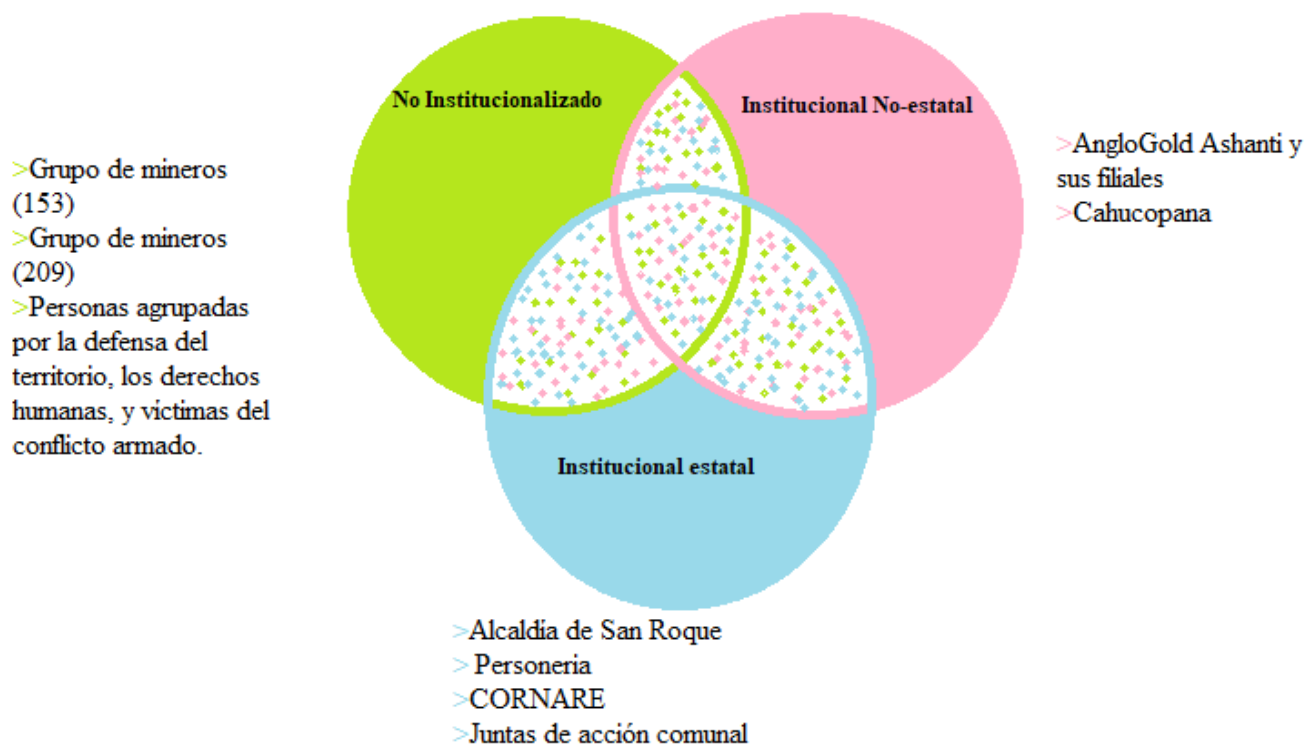 No Institucionalizado
Institucional No-estatal
>Grupo de mineros
(153)
>Grupo de mineros
(209)
>Personas agrupadas
por la defensa del
territorio, los derechos
humanas, y víctimas del
conflicto armado.
>AngloGold Ashanti y
sus filiales
>Cahucopana
Institucional estatal
>Alcaldía de San Roque
> Personeria
>CORNARE
>Juntas de acción comunal